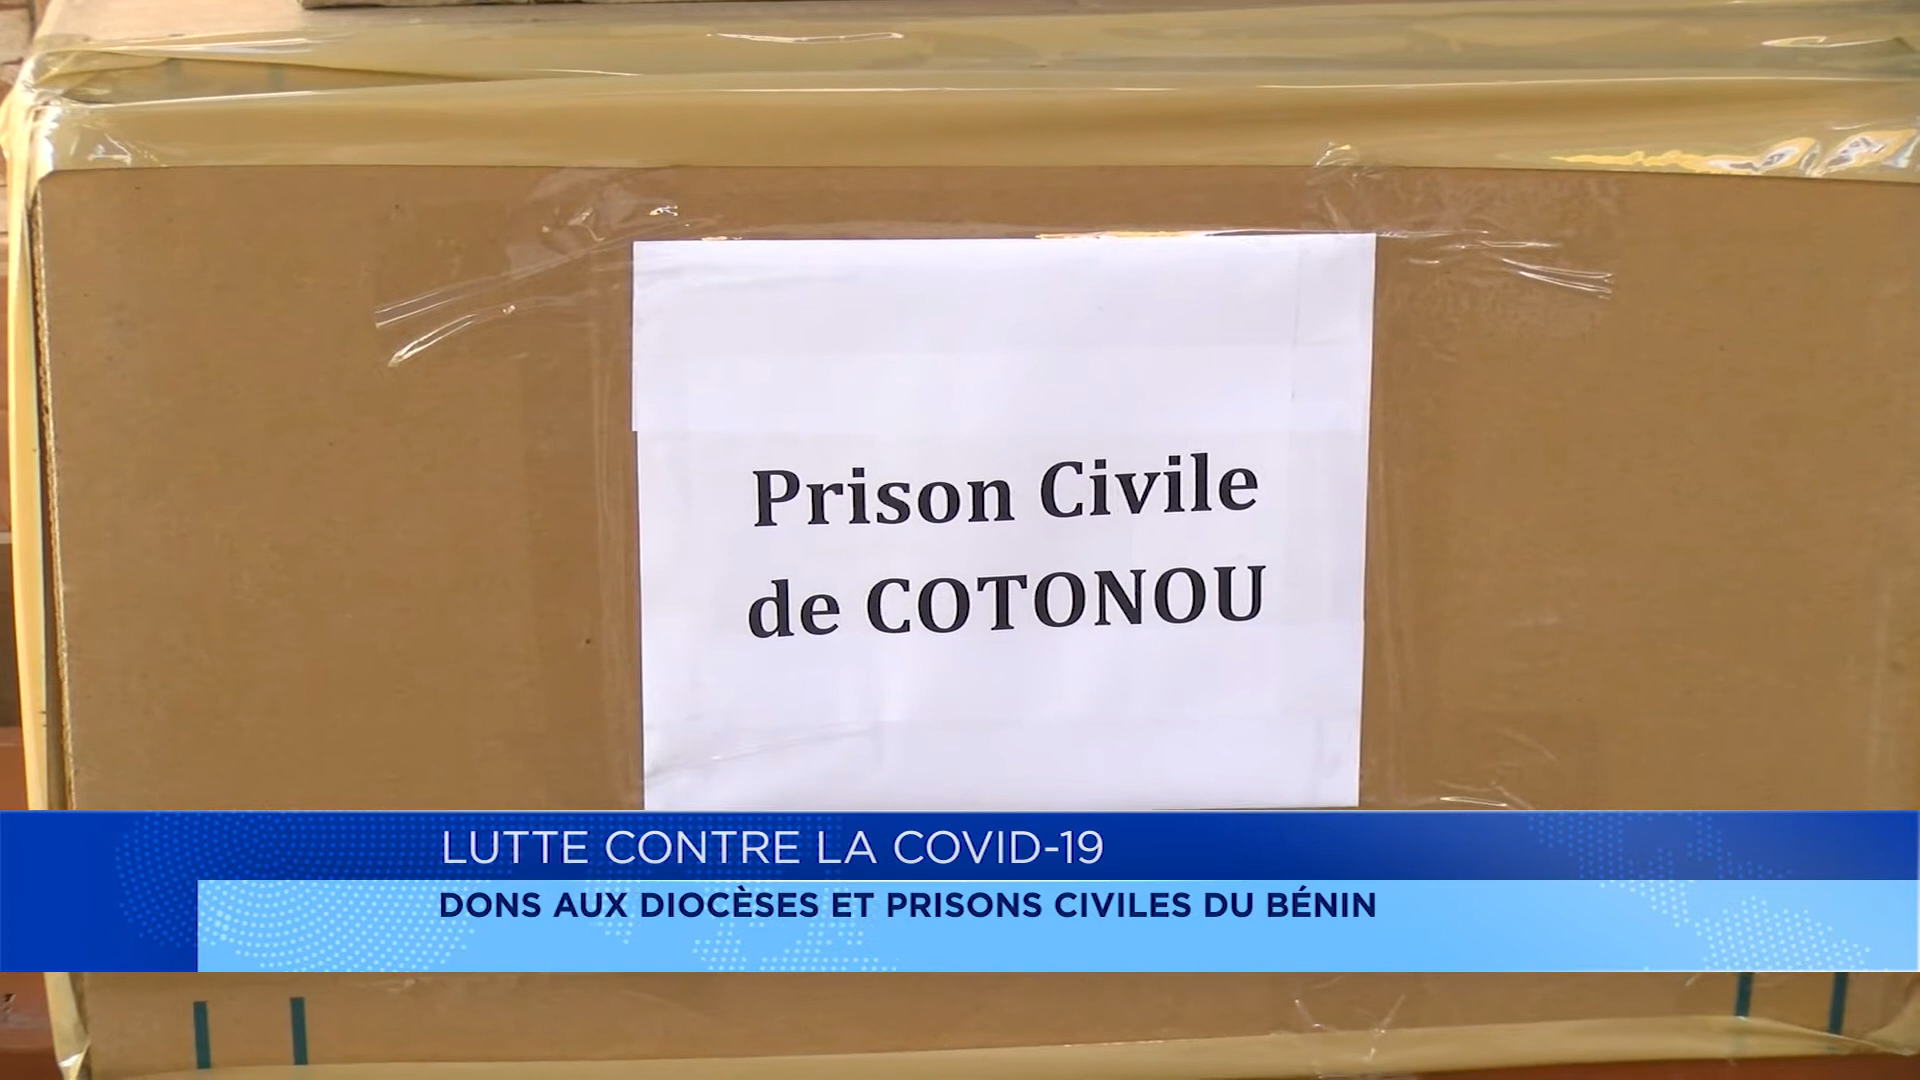 Prison Civile
de COTONOU
LUTTE CONTRE LA COVID-19
DONS AUX DIOCÈSES ET PRISONS CIVILES DU BÉNIN